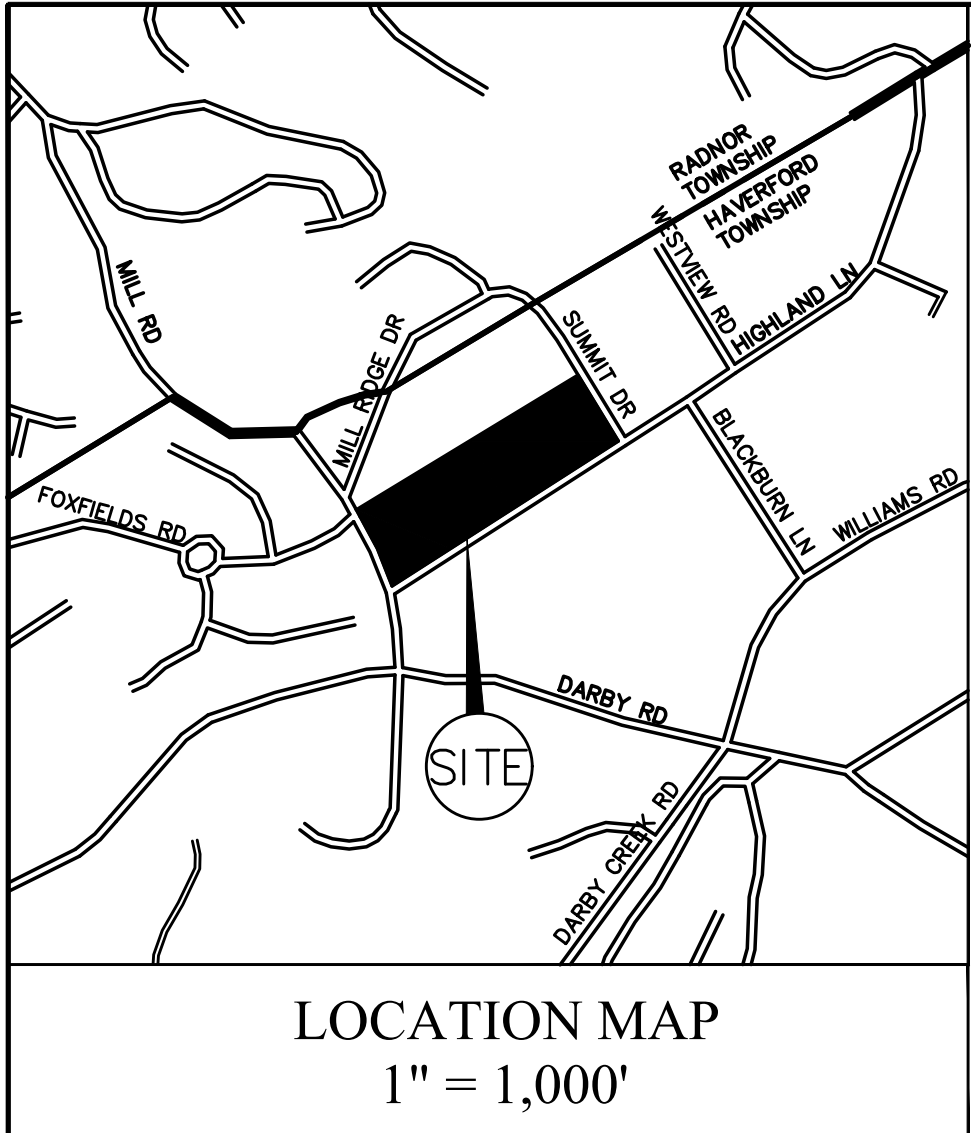 RADNOR
TOWNSHIP
HAVERFORD
TOWNSHIP
WESTVIEW RD
MILL RD
HIGHLAND LN
SUMMIT DR
MILL RIDGE DR
BLACKBURN LN
WILLIAMS RD
FOXFIELDS RD
DARBY RD
SITE
DARBY CREEK RD
LOCATION MAP
1" = 1,000'